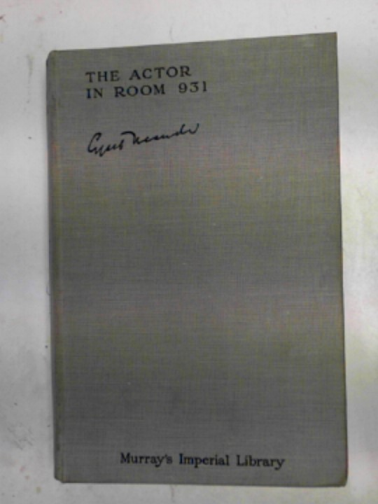 THE ACTOR
IN ROOM 931
Murray's Imperial Library